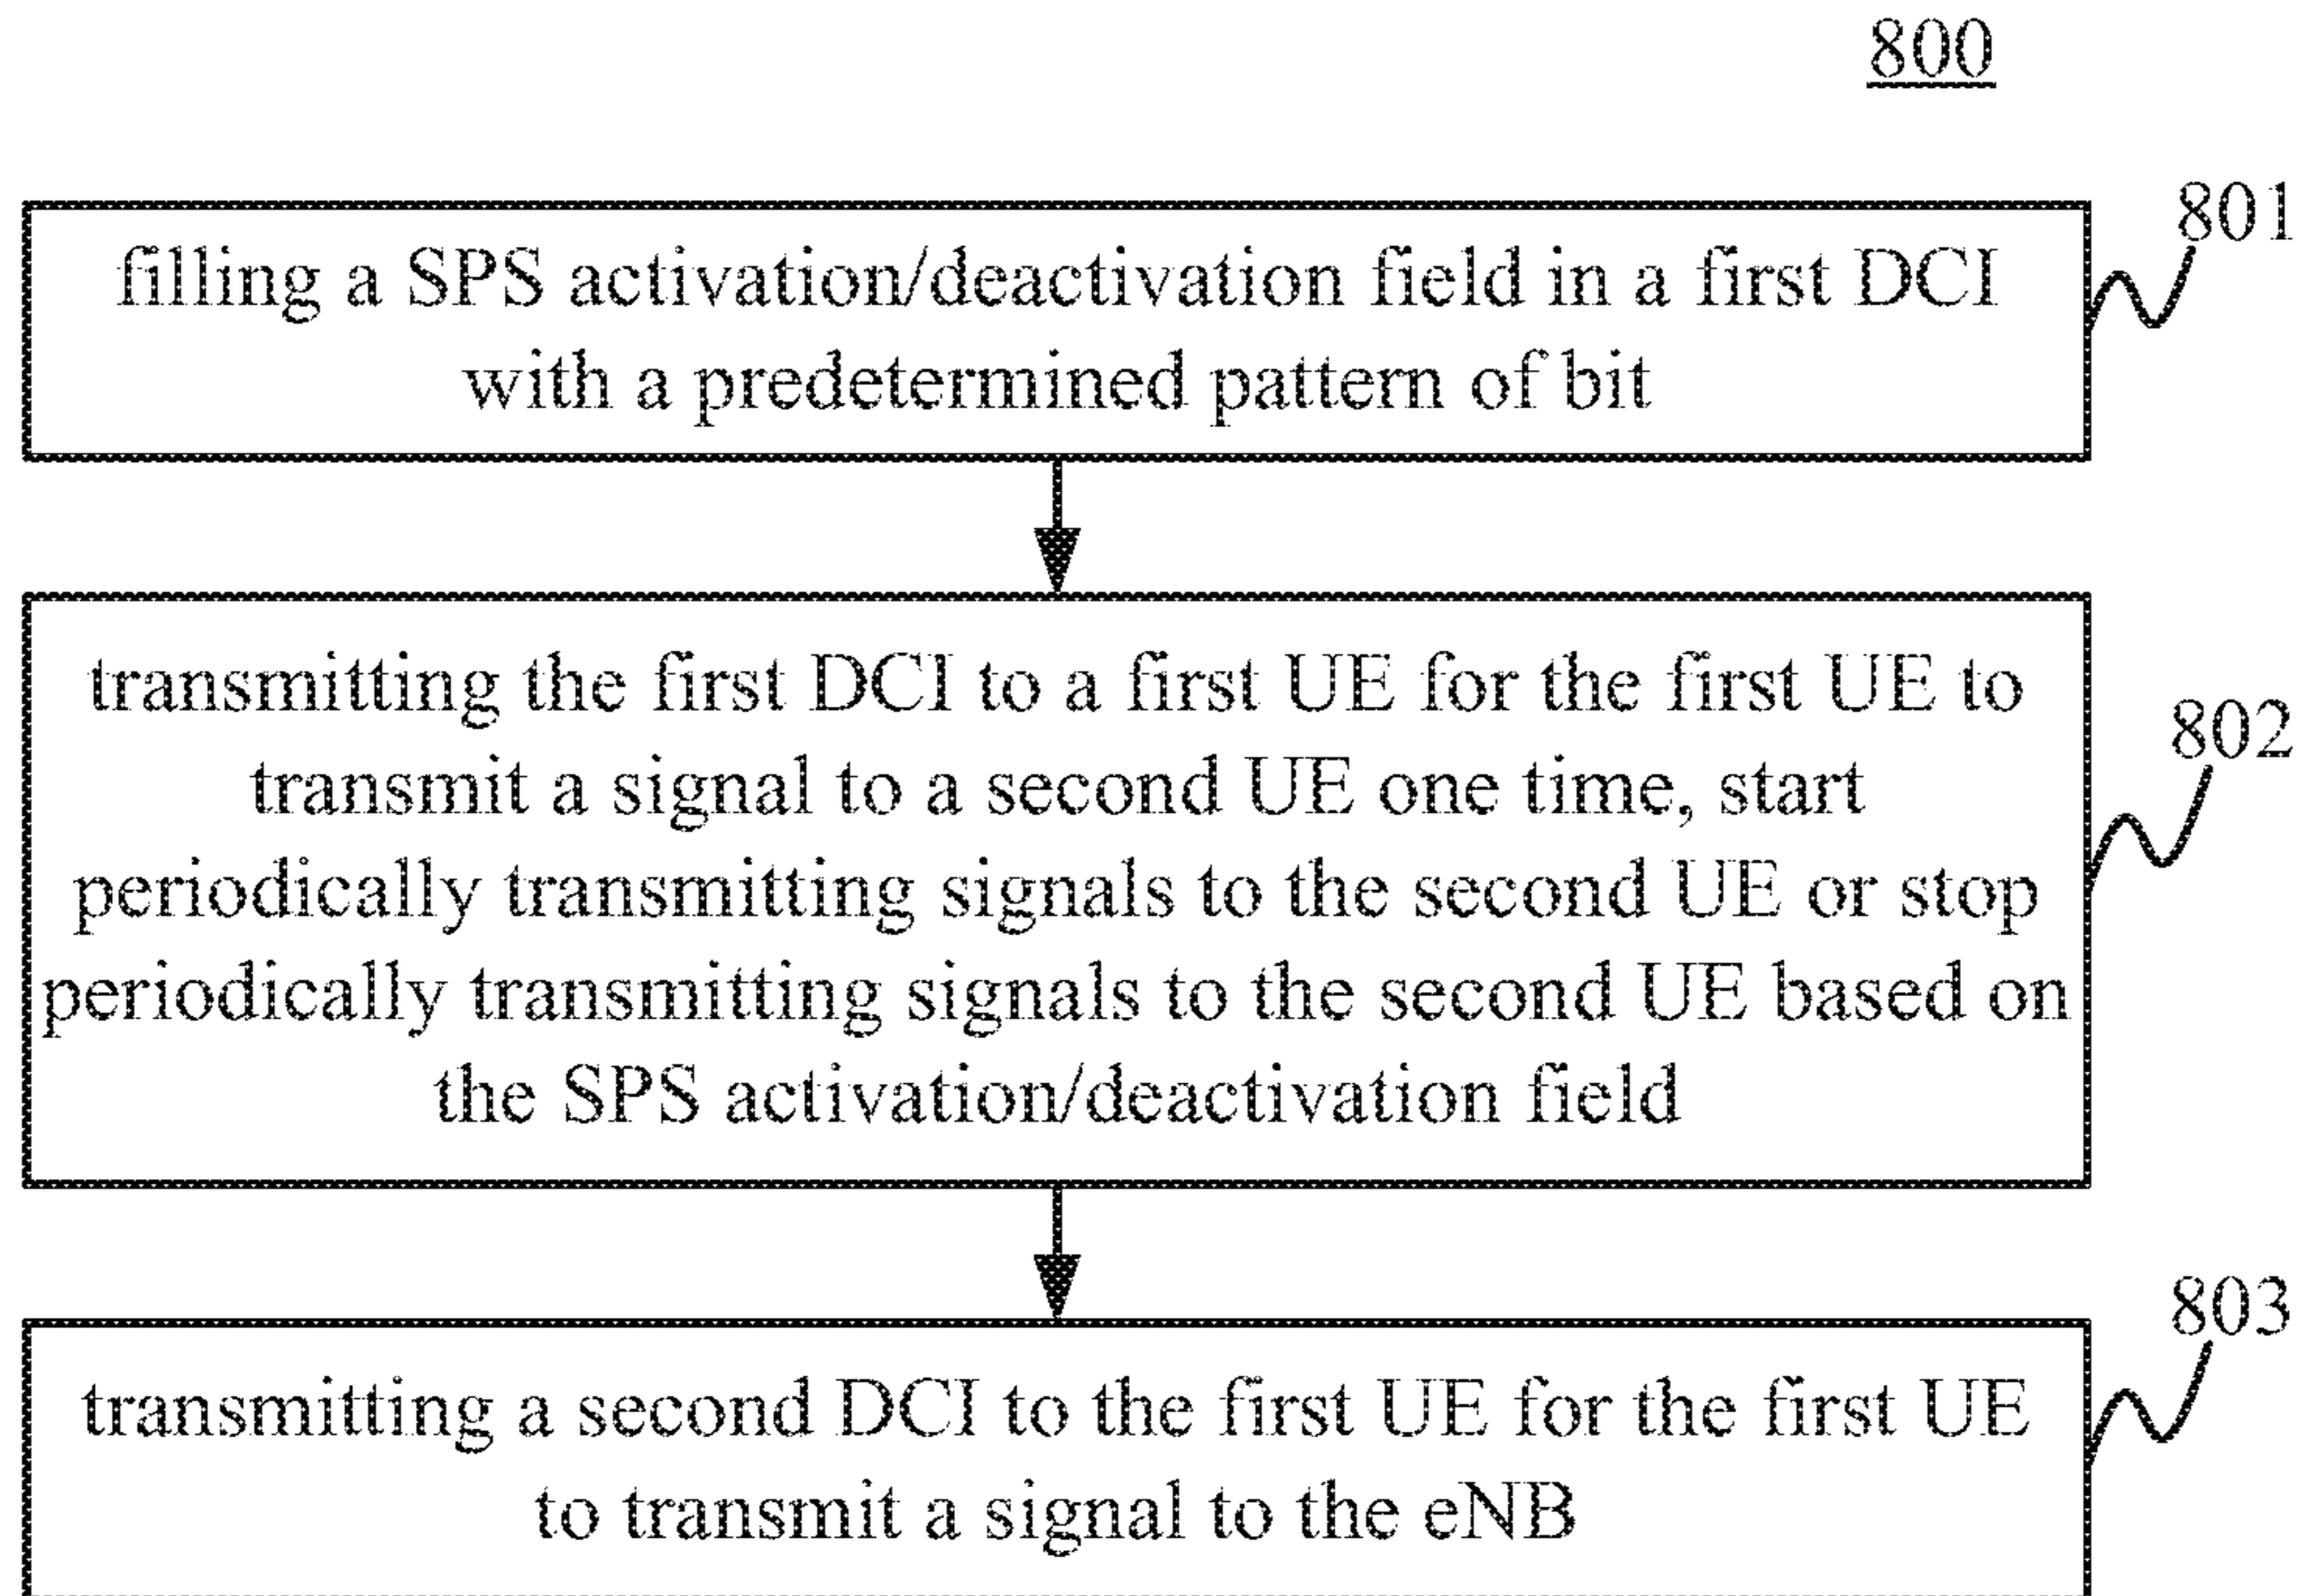 800
801
filling a SPS activation/deactivation field in a first DCI
with a predetermined pattern of bit
802
transmitting the first DCI to a first UE for the first UE to
transmit a signal to a second UE one time, start
periodically transmitting signals to the second UE or stop
periodically transmitting signals to the second UE based on
the SPS activation/deactivation field
803
transmitting a second DCI to the first UE for the first UE
to transmit a signal to the eNB